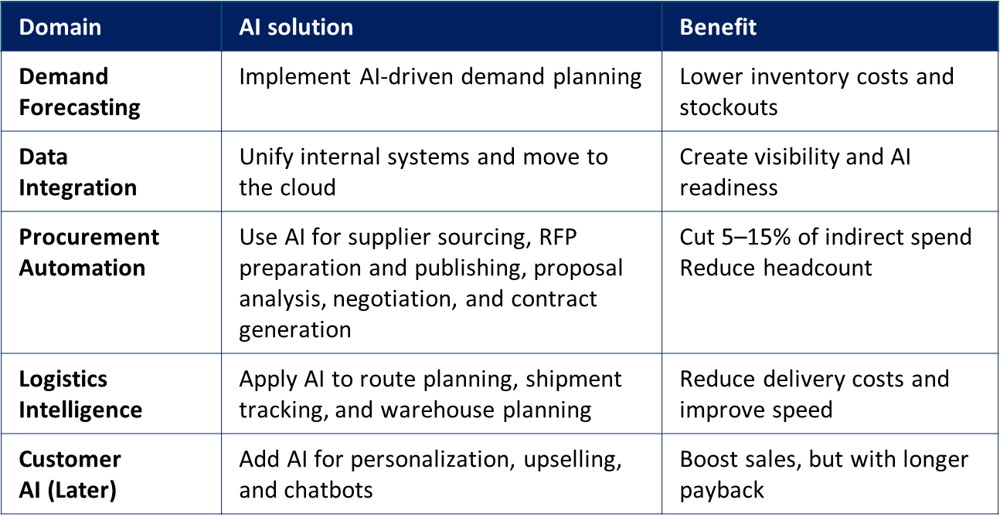 Domain
AI solution
Benefit
Demand
Forecasting
Implement AI-driven demand planning
Lower inventory costs and
stockouts
Data
Integration
Unify internal systems and move to
the cloud
Create visibility and AI
readiness
Procurement
Automation
Use AI for supplier sourcing, RFP
preparation and publishing, proposal
analysis, negotiation, and contract
generation
Cut 5–15% of indirect spend
Reduce headcount
Logistics
Intelligence
Apply AI to route planning, shipment
tracking, and warehouse planning
Reduce delivery costs and
improve speed
Customer
AI (Later)
Add AI for personalization, upselling,
and chatbots
Boost sales, but with longer
payback